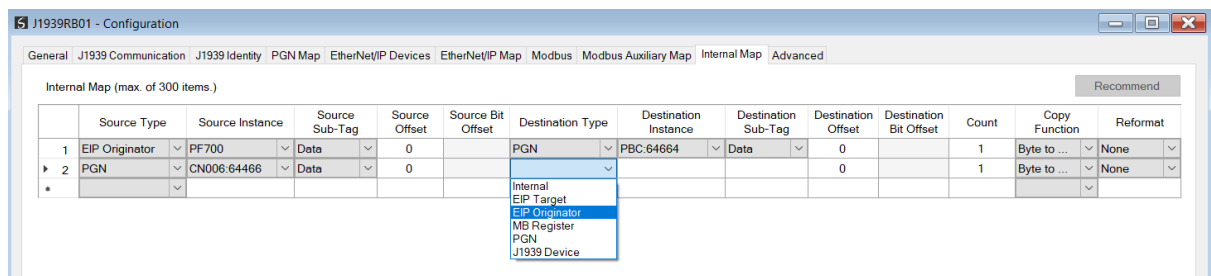 J1939RB01 - Configuration
General J1939 Communication J1939 Identity PGN Map EtherNet/IP Devices EtherNet/IP Map Modbus Modbus Auxiliary Map Internal Map Advanced
Internal Map (max. of 300 items.) Recommend
Source Type Source Instance Source Sub-Tag Source Offset Source Bit Offset Destination Type Destination Instance Destination Sub-Tag Destination Offset Destination Bit Offset Count Copy Function Reformat
1 EIP Originator PF700 Data 0 PGN PBC:64664 Data 0 1 Byte to ... None
2 PGN CN006:64466 Data 0 0 1 Byte to ... None
Internal
EIP Target
EIP Originator
MB Register
PGN
J1939 Device